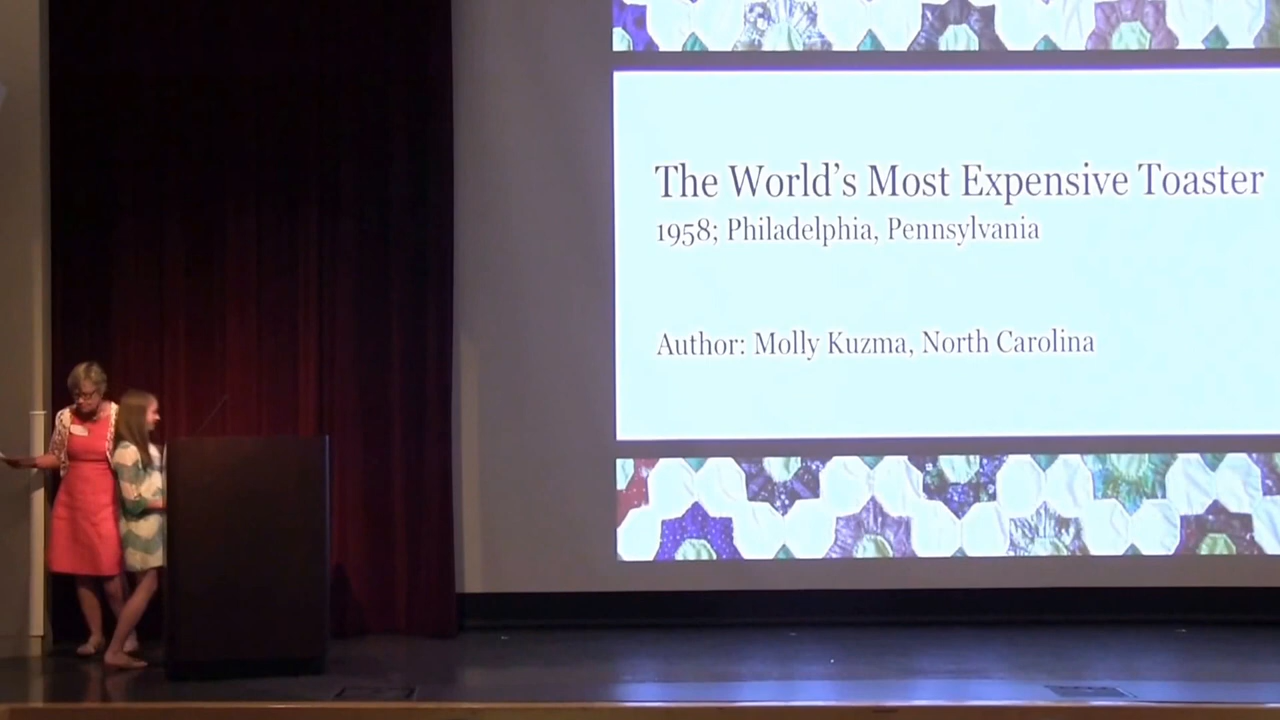 The World's Most Expensive Toaster
1958; Philadelphia, Pennsylvania
Author: Molly Kuzma, North Carolina